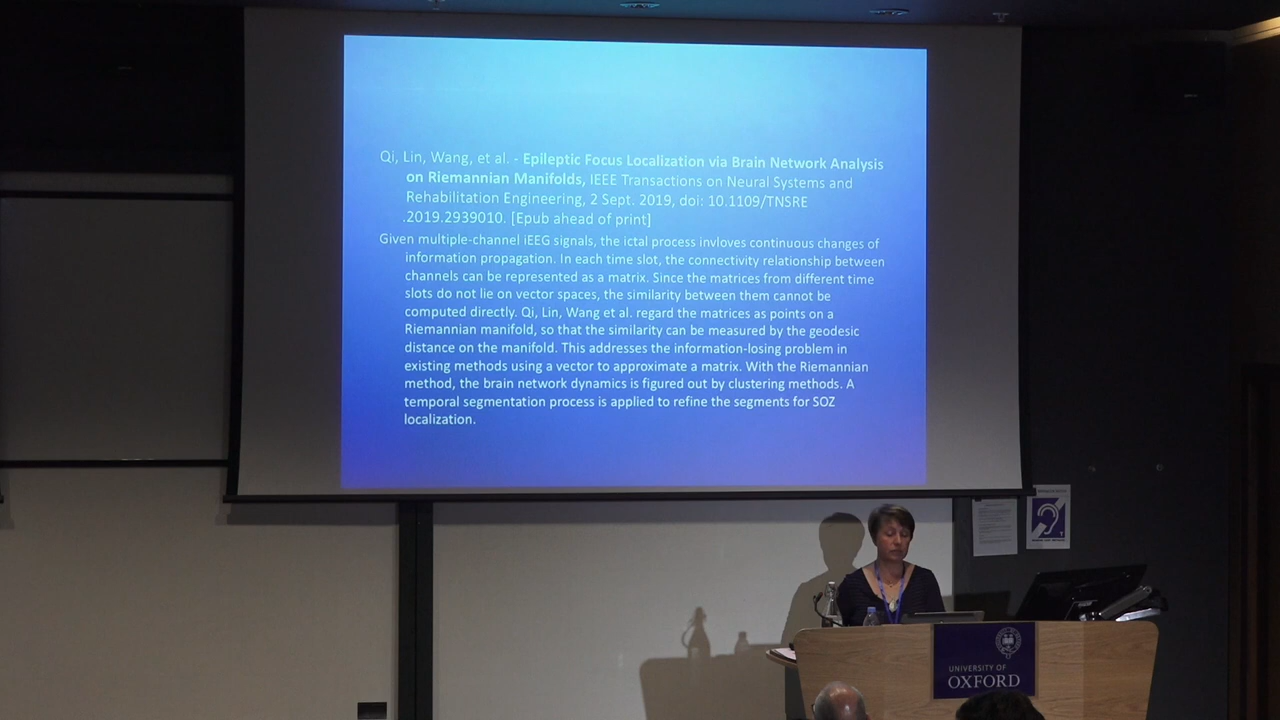 Qi, Lin, Wang, et al. - Epileptic Focus Localization via Brain Network Analysis
on Riemannian Manifolds, IEEE Transactions on Neural Systems and
Rehabilitation Engineering, 2 Sept. 2019, doi: 10.1109/TNSRE
.2019.2939010. [Epub ahead of print]
Given multiple-channel iEEG signals, the ictal process invloves continuous changes of
information propagation. In each time slot, the connectivity relationship between
channels can be represented as a matrix. Since the matrices from different time
slots do not lie on vector spaces, the similarity between them cannot be
computed directly. Qi, Lin, Wang et al. regard the matrices as points on a
Riemannian manifold, so that the similarity can be measured by the geodesic
distance on the manifold. This addresses the information-losing problem in
existing methods using a vector to approximate a matrix. With the Riemannian
method, the brain network dynamics is figured out by clustering methods. A
temporal segmentation process is applied to refine the segments for SOZ
localization.
UNIVERSITY OF
OXFORD